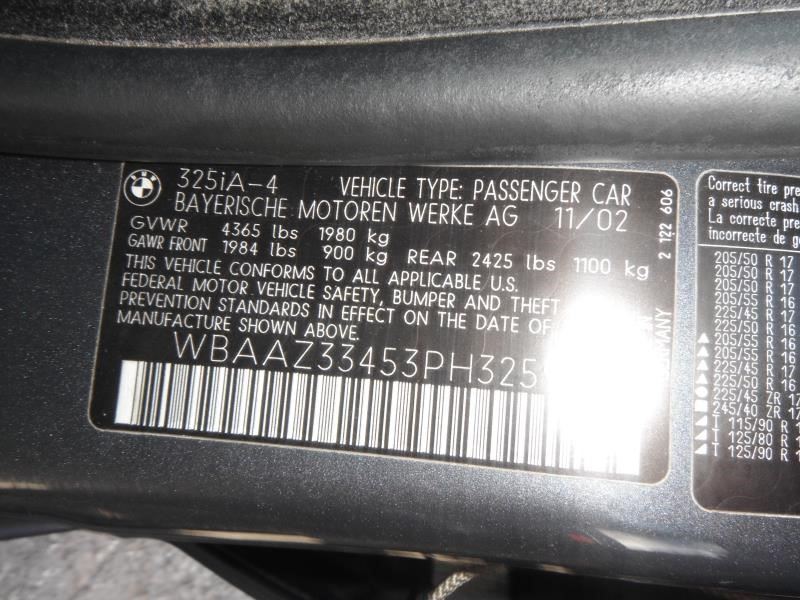 325iA-4 VEHICLE TYPE: PASSENGER CAR
BAYERISCHE MOTOREN WERKE AG 11/02
GVWR 4365 lbs 1980 kg
GAWR FRONT 1984 lbs 900 kg REAR 2425 lbs 1100 kg
THIS VEHICLE CONFORMS TO ALL APPLICABLE U.S.
FEDERAL MOTOR VEHICLE SAFETY, BUMPER AND THEFT
PREVENTION STANDARDS IN EFFECT ON THE DATE OF
MANUFACTURE SHOWN ABOVE.
2 122 606
Correct tire
a serious crash
La correcte
incorrecte de
205/50 R 17
205/50 R 17
205/55 R 16
225/45 R 17
225/50 R 16
205/55 R 16
205/50 R 17
225/45 R 17
225/50 R 16
225/45 ZR 17
245/40 ZR 17
T 115/90 R
T 125/80 R
T 125/90 R